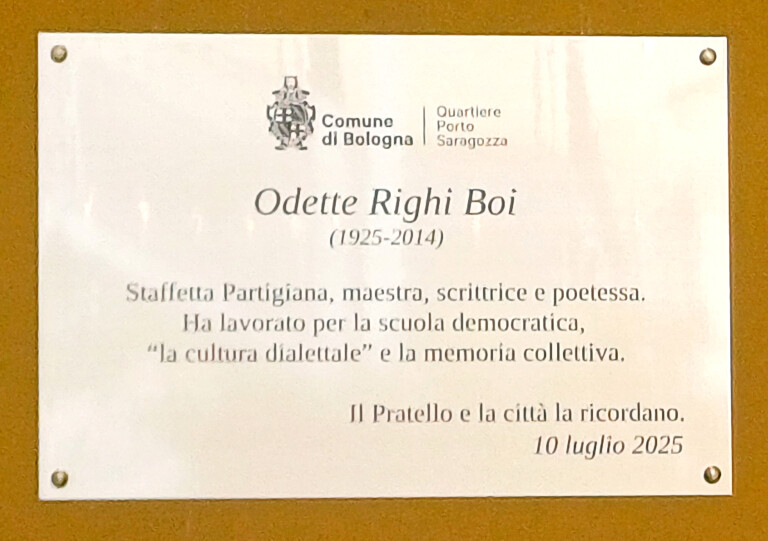 Comune
di Bologna
Quartiere
Porto
Saragozza
Odette Righi Boi
(1925-2014)
Staffetta Partigiana, maestra, scrittrice e poetessa.
Ha lavorato per la scuola democratica,
“la cultura dialettale” e la memoria collettiva.
Il Pratello e la città la ricordano.
10 luglio 2025